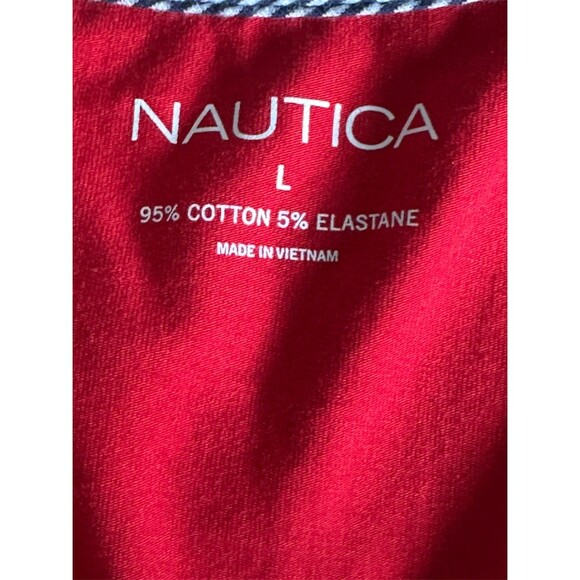 NAUTICA
L
95% COTTON 5% ELASTANE
MADE IN VIETNAM